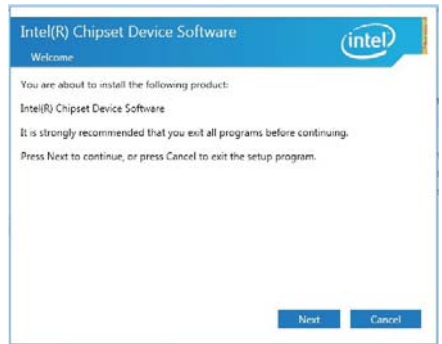 Intel(R) Chipset Device Software
Welcome
intel
You are about to install the following product:
Intel(R) Chipset Device Software
It is strongly recommended that you exit all programs before continuing.
Press Next to continue, or press Cancel to exit the setup program.
Next Cancel